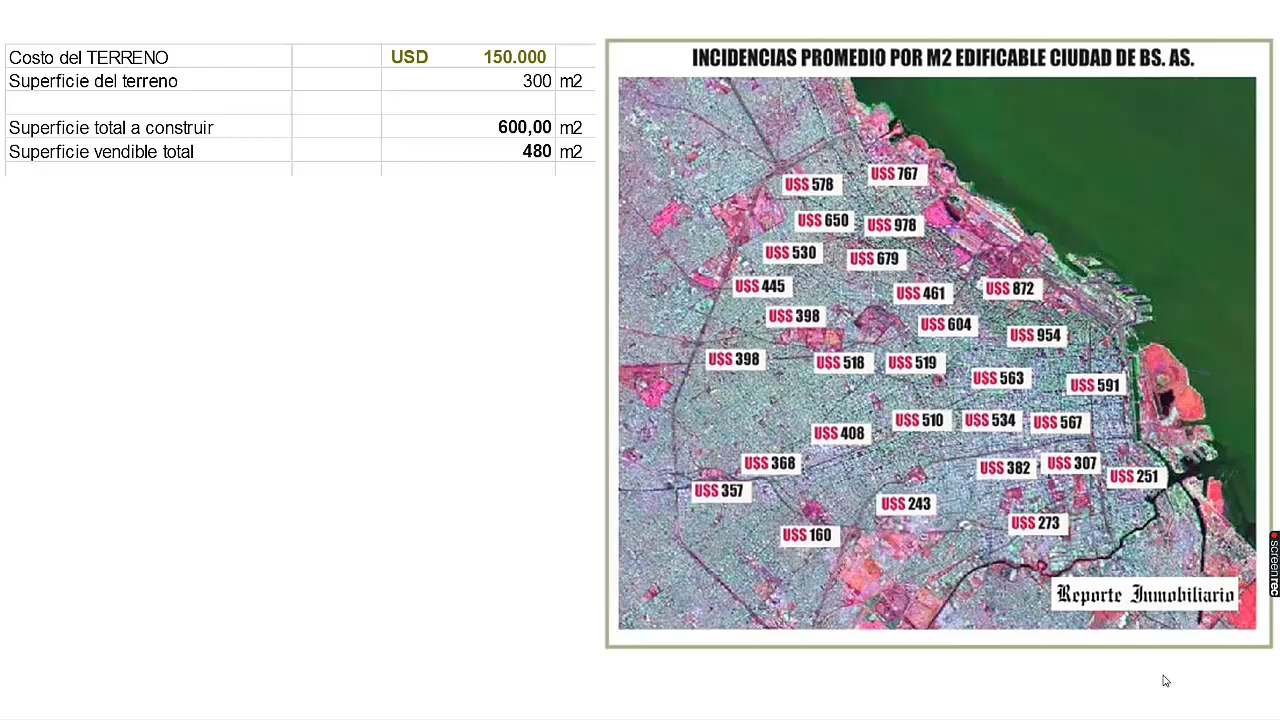 Costo del TERRENO USD 150.000
Superficie del terreno 300 m2
Superficie total a construir 600,00 m2
Superficie vendible total 480 m2
INCIDENCIAS PROMEDIO POR M2 EDIFICABLE CIUDAD DE BS. AS.
U$S 767
U$S 578
U$S 650
U$S 978
U$S 530
U$S 679
U$S 445
U$S 461
U$S 872
U$S 398
U$S 604
U$S 954
U$S 398
U$S 518
U$S 519
U$S 563
U$S 591
U$S 408
U$S 510
U$S 534
U$S 567
U$S 368
U$S 382
U$S 307
U$S 251
U$S 357
U$S 243
U$S 273
U$S 160
Reporte Inmobiliario
screenrec